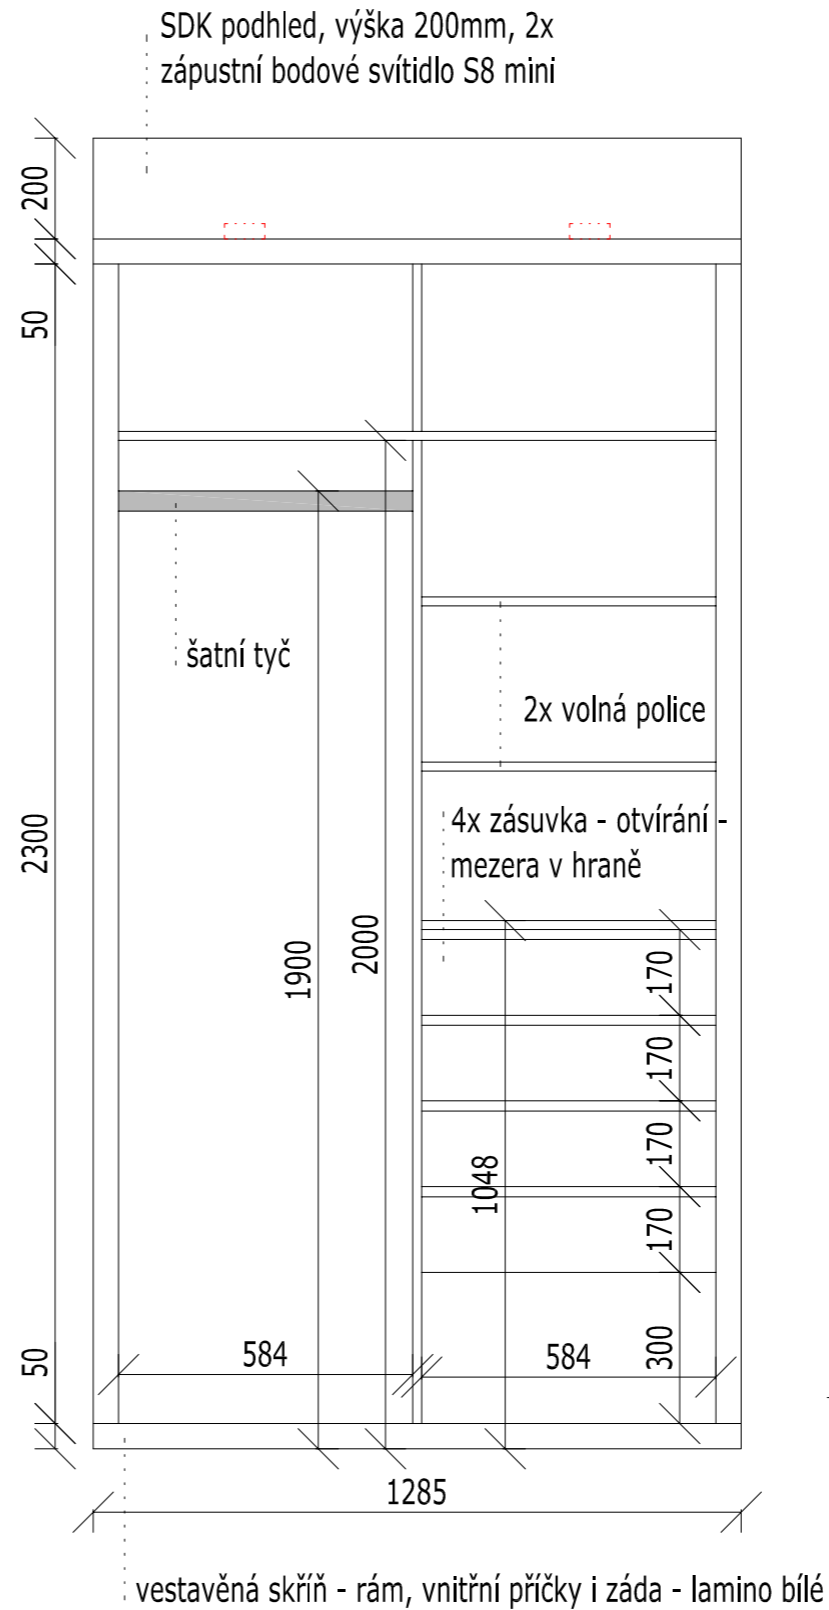 SDK podhled, výška 200mm, 2x
zápustní bodové svítidlo S8 mini
200
50
šatní tyč
2x volná police
4x zásuvka - otvírání -
mezera v hraně
2300
1900
2000
170
170
1048
170
170
300
50
584
584
1285
vestavěná skříň - rám, vnitřní příčky i záda - lamino bílé